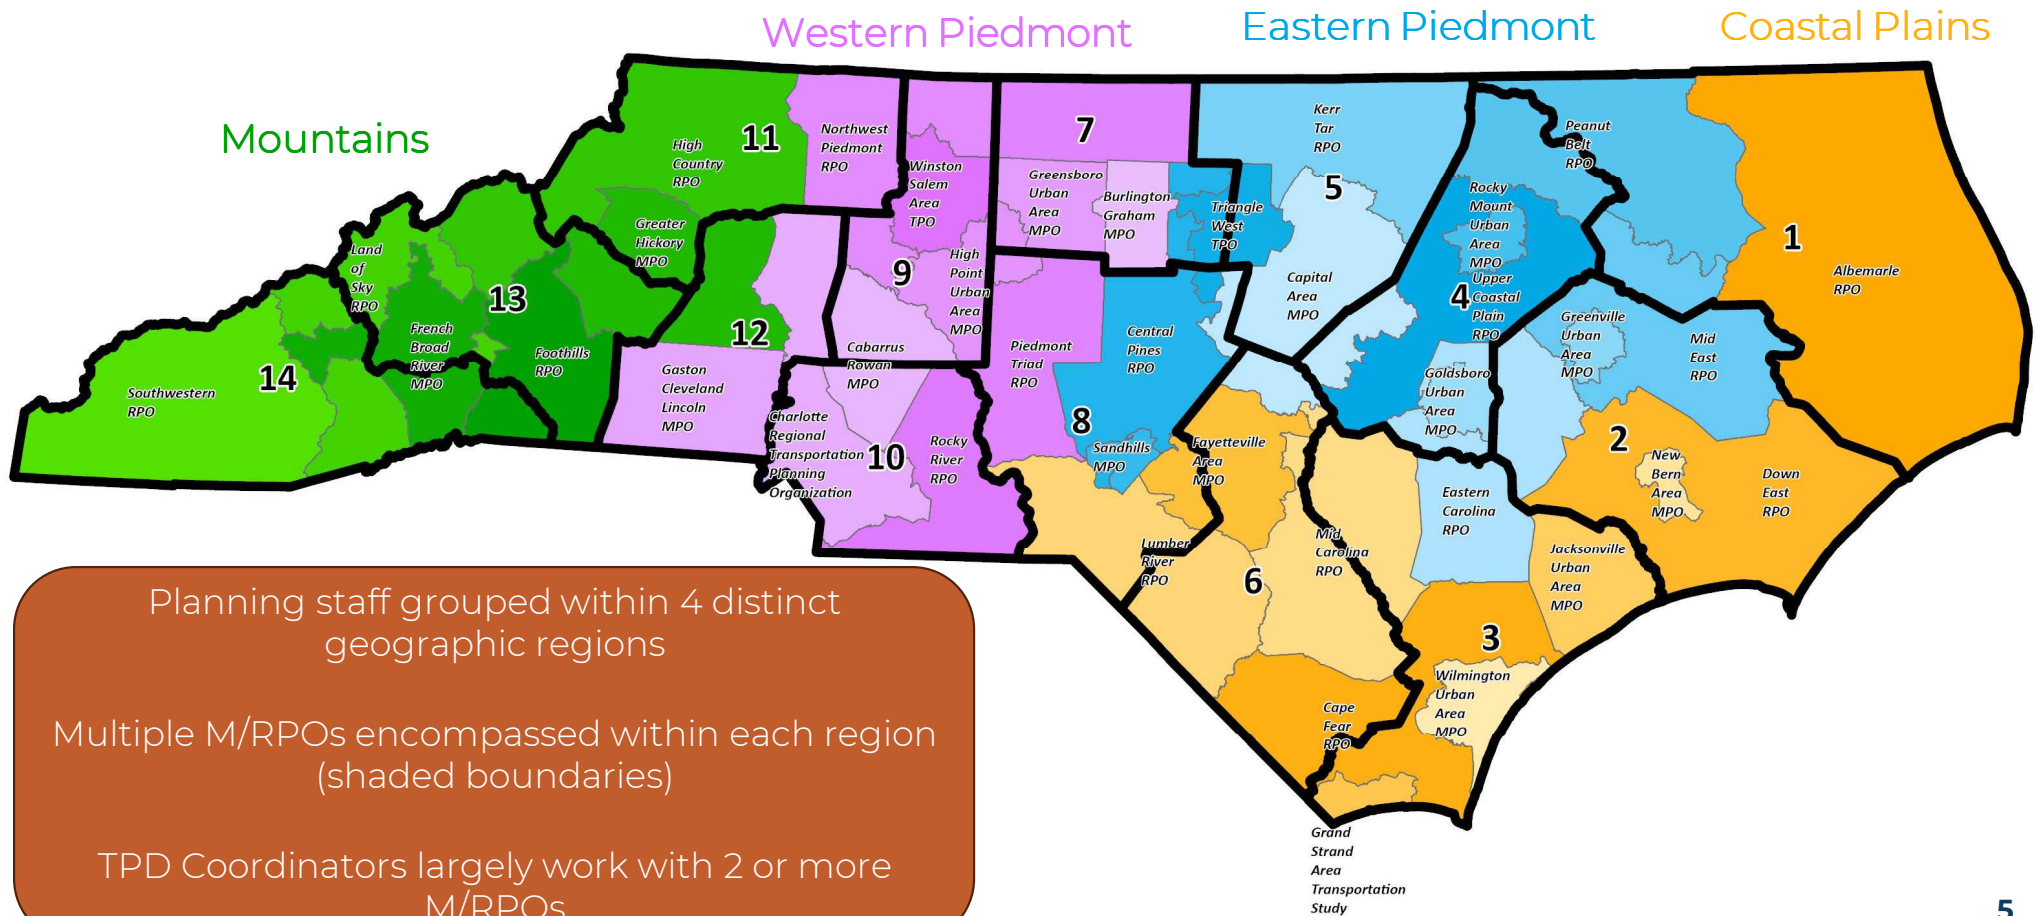 Western Piedmont
Eastern Piedmont
Coastal Plains
Mountains
11
High
Country
RPO
Northwest
Piedmont
RPO
Greater
Hickory
MPO
Winston
Salem
Area
TPO
7
Greensboro
Urban
Area
MPO
Burlington
Graham
MPO
Kerr
Tar
RPO
5
Triangle
West
TPO
Capital
Area
MPO
Peanut
Belt
RPO
Rocky
Mount
Urban
Area
MPO
4
Upper
Coastal
Plain
RPO
1
Albemarle
RPO
Land
of
Sky
RPO
13
French
Broad
River
MPO
Foothills
RPO
12
9
High
Point
Urban
Area
MPO
Cabarrus
Rowan
MPO
Piedmont
Triad
RPO
Central
Pines
RPO
Greenville
Urban
Area
MPO
Mid
East
RPO
Goldsboro
Urban
Area
MPO
Southwestern
RPO
14
Gaston
Cleveland
Lincoln
MPO
Charlotte
Regional
Transportation
Planning
Organization
10
Rocky
River
RPO
8
Sandhills
MPO
Fayetteville
Area
MPO
2
New
Bern
Area
MPO
Down
East
RPO
Eastern
Carolina
RPO
Lumber
River
RPO
6
Mid
Carolina
RPO
Jacksonville
Urban
Area
MPO
3
Wilmington
Urban
Area
MPO
Cape
Fear
RPO
Grand
Strand
Area
Transportation
Study
Planning staff grouped within 4 distinct
geographic regions
Multiple M/RPOs encompassed within each region
(shaded boundaries)
TPD Coordinators largely work with 2 or more
M/RPOs
5